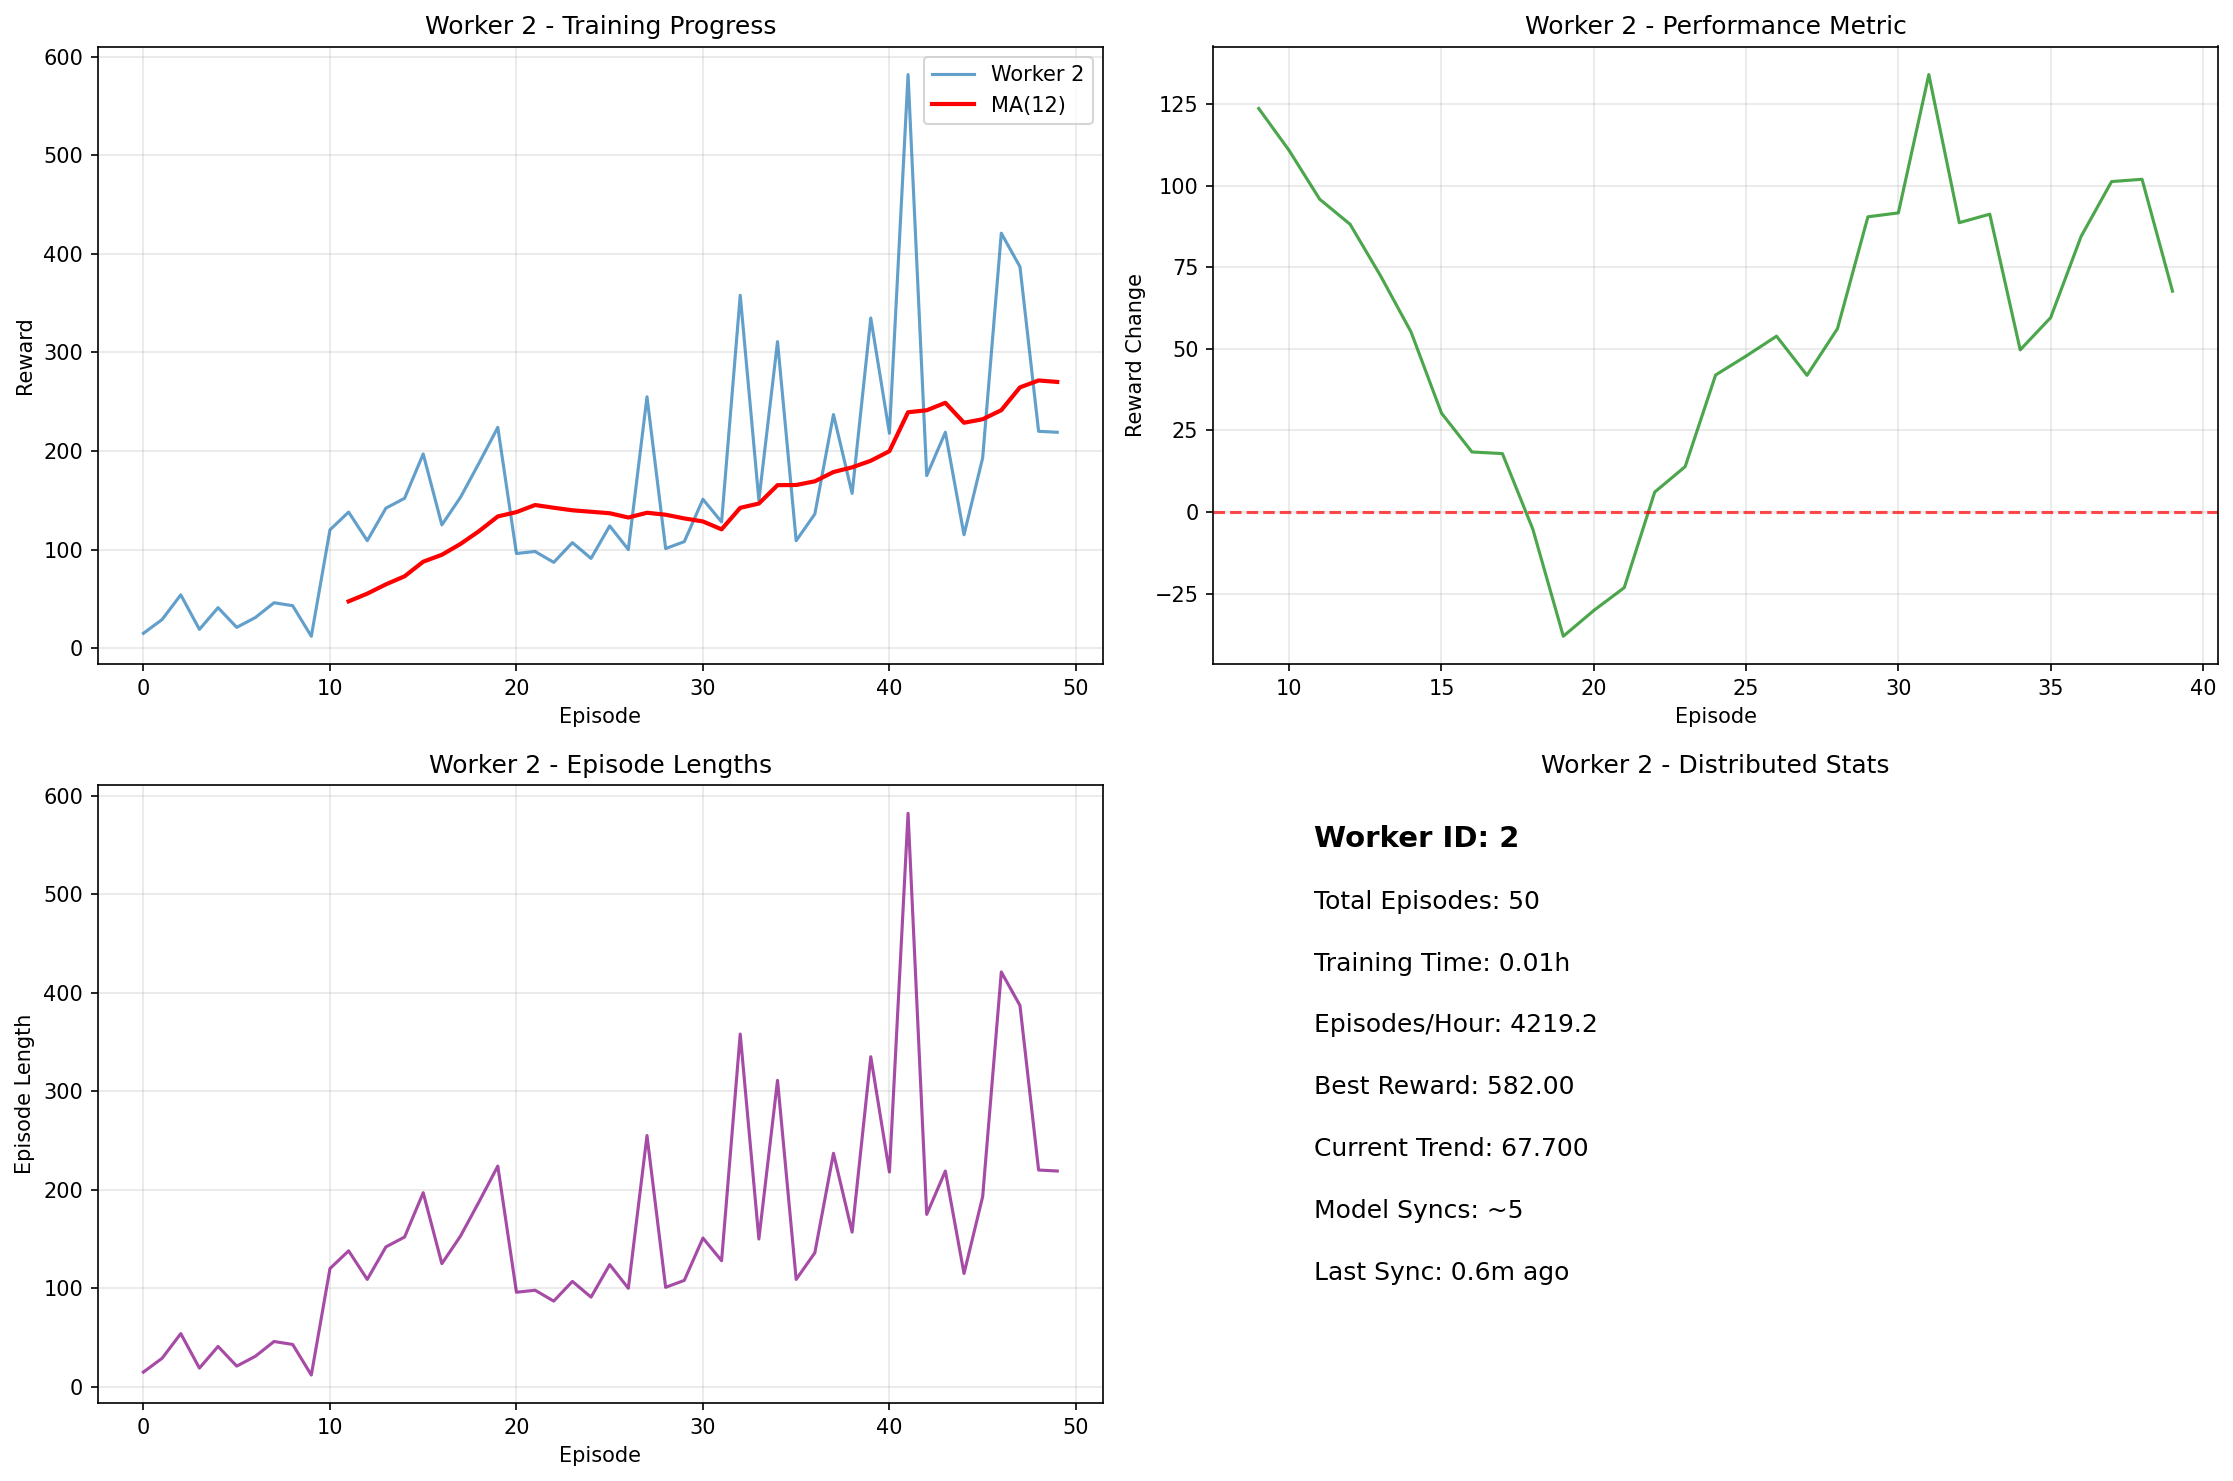 Worker 2 - Training Progress
600
500
400
300
200
100
0
Reward
0 10 20 30 40 50
Episode
Worker 2
MA(12)
Worker 2 - Performance Metric
125
100
75
50
25
0
−25
Reward Change
10 15 20 25 30 35 40
Episode
Worker 2 - Episode Lengths
600
500
400
300
200
100
0
Episode Length
0 10 20 30 40 50
Episode
Worker 2 - Distributed Stats
Worker ID: 2
Total Episodes: 50
Training Time: 0.01h
Episodes/Hour: 4219.2
Best Reward: 582.00
Current Trend: 67.700
Model Syncs: ~5
Last Sync: 0.6m ago